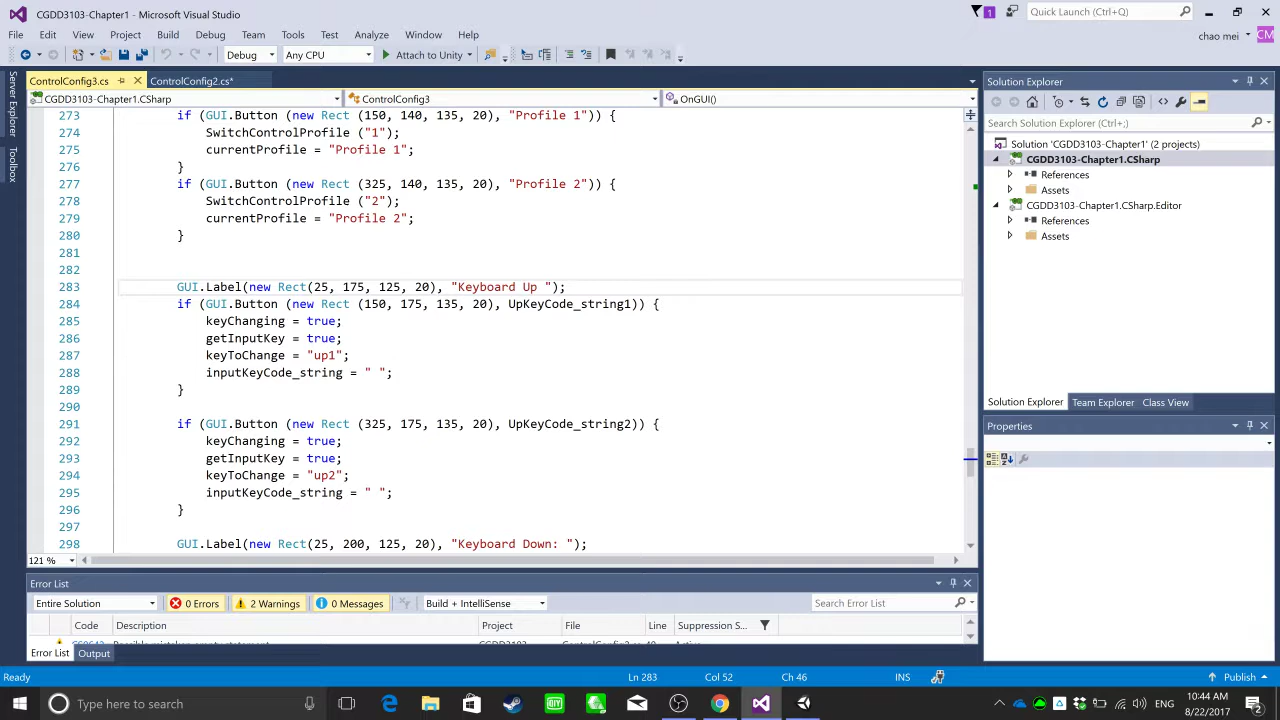 CGDD3103-Chapter1 - Microsoft Visual Studio
1
Quick Launch (Ctrl+Q)
File Edit View Project Build Debug Team Tools Test Analyze Window Help
chao mei
CM
Debug
Any CPU
Attach to Unity
Server Explorer
Toolbox
ControlConfig3.cs
ControlConfig2.cs*
CGDD3103-Chapter1.CSharp
ControlConfig3
OnGUI()
273 if (GUI.Button (new Rect (150, 140, 135, 20), "Profile 1")) {
274 SwitchControlProfile ("1");
275 currentProfile = "Profile 1";
276 }
277 if (GUI.Button (new Rect (325, 140, 135, 20), "Profile 2")) {
278 SwitchControlProfile ("2");
279 currentProfile = "Profile 2";
280 }
281
282
283 GUI.Label(new Rect(25, 175, 125, 20), "Keyboard Up ");
284 if (GUI.Button (new Rect (150, 175, 135, 20), UpKeyCode_string1)) {
285 keyChanging = true;
286 getInputKey = true;
287 keyToChange = "up1";
288 inputKeyCode_string = " ";
289 }
290
291 if (GUI.Button (new Rect (325, 175, 135, 20), UpKeyCode_string2)) {
292 keyChanging = true;
293 getInputKey = true;
294 keyToChange = "up2";
295 inputKeyCode_string = " ";
296 }
297
298 GUI.Label(new Rect(25, 200, 125, 20), "Keyboard Down: ");
121 %
Solution Explorer
Search Solution Explorer (Ctrl+;)
Solution 'CGDD3103-Chapter1' (2 projects)
CGDD3103-Chapter1.CSharp
References
Assets
CGDD3103-Chapter1.CSharp.Editor
References
Assets
Solution Explorer Team Explorer Class View
Properties
Error List
Entire Solution
0 Errors
2 Warnings
0 Messages
Build + IntelliSense
Search Error List
Code Description Project File Line Suppression S...
Error List Output
Ready
Ln 283
Col 52
Ch 46
INS
Publish
Type here to search
ENG
10:44 AM
8/22/2017
2